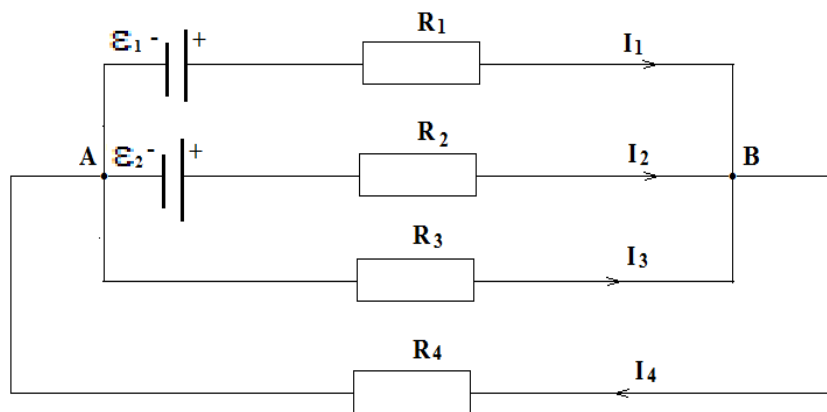 R1
I1
ε1 - +
R2
I2
A
ε2 - +
B
R3
I3
R4
I4